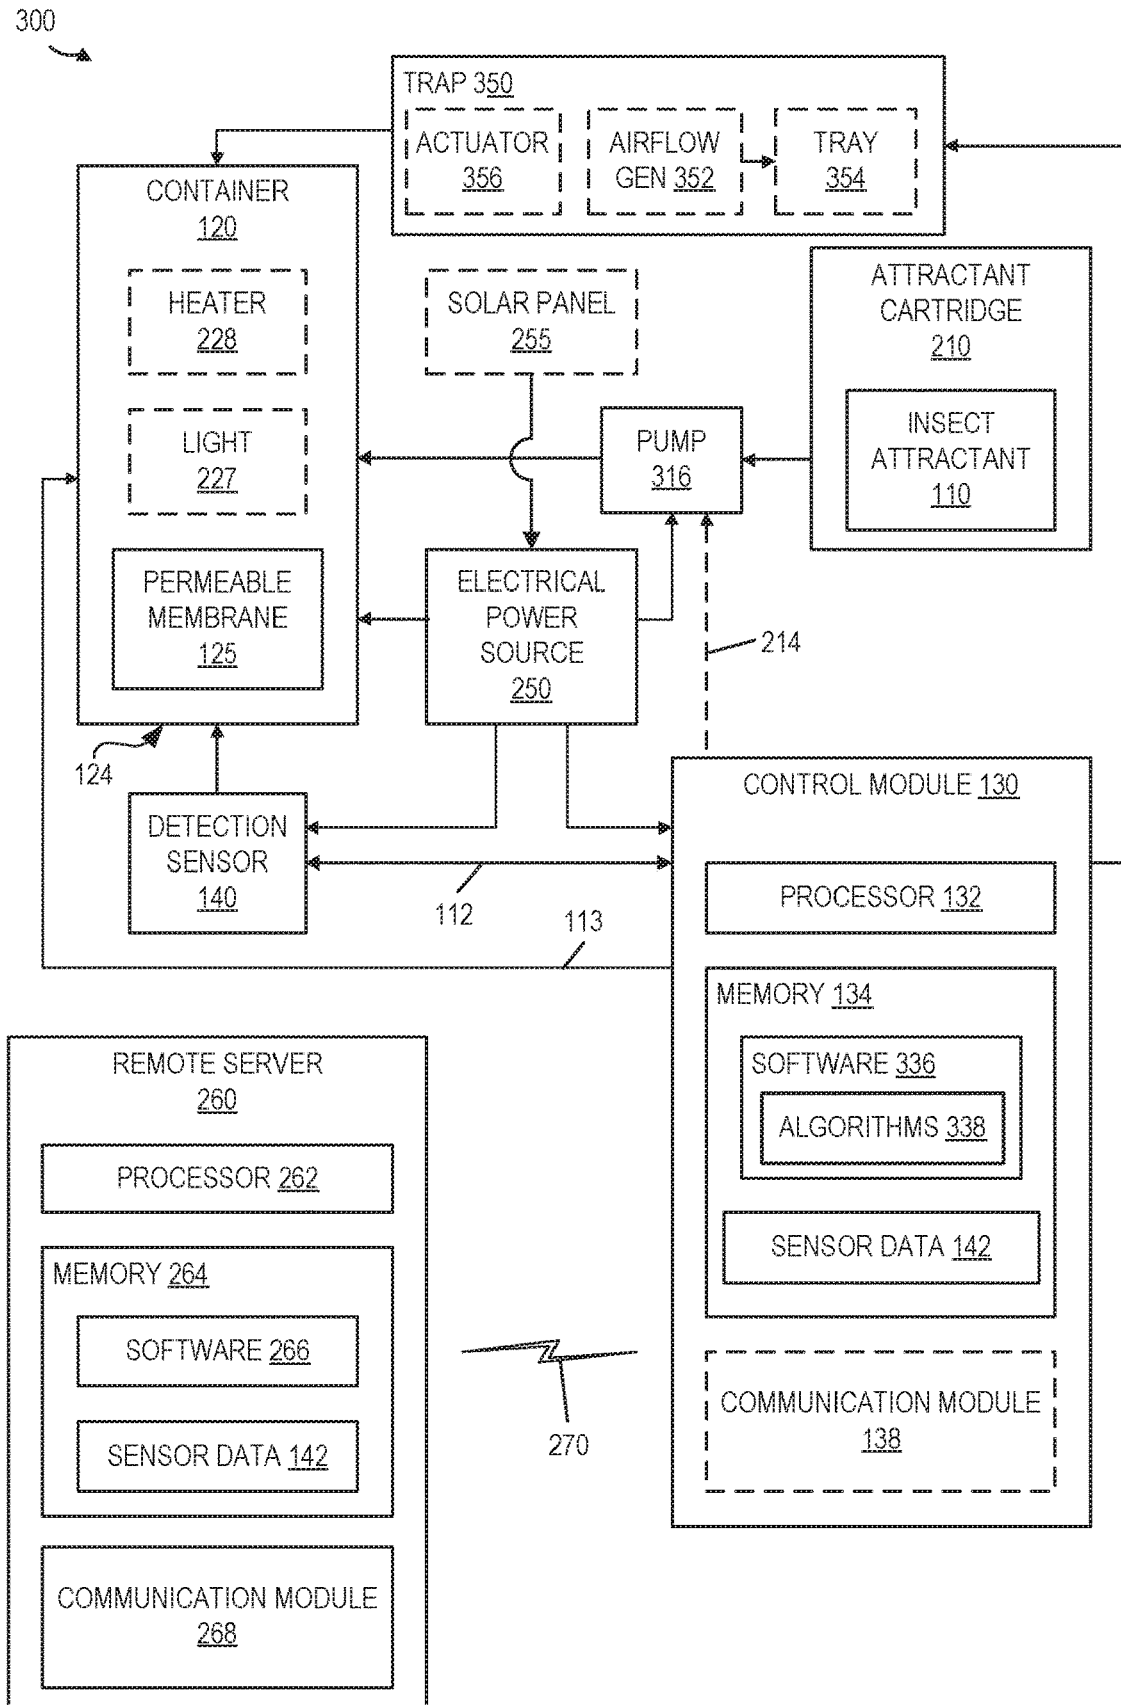 300
TRAP 350
ACTUATOR
356
AIRFLOW
GEN 352
TRAY
354
CONTAINER
120
HEATER
228
LIGHT
227
PERMEABLE
MEMBRANE
125
124
SOLAR PANEL
255
PUMP
316
ATTRACTANT
CARTRIDGE
210
INSECT
ATTRACTANT
110
ELECTRICAL
POWER
SOURCE
250
214
DETECTION
SENSOR
140
112
113
CONTROL MODULE 130
PROCESSOR 132
MEMORY 134
SOFTWARE 336
ALGORITHMS 338
SENSOR DATA 142
COMMUNICATION MODULE
138
REMOTE SERVER
260
PROCESSOR 262
MEMORY 264
SOFTWARE 266
SENSOR DATA 142
COMMUNICATION MODULE
268
270